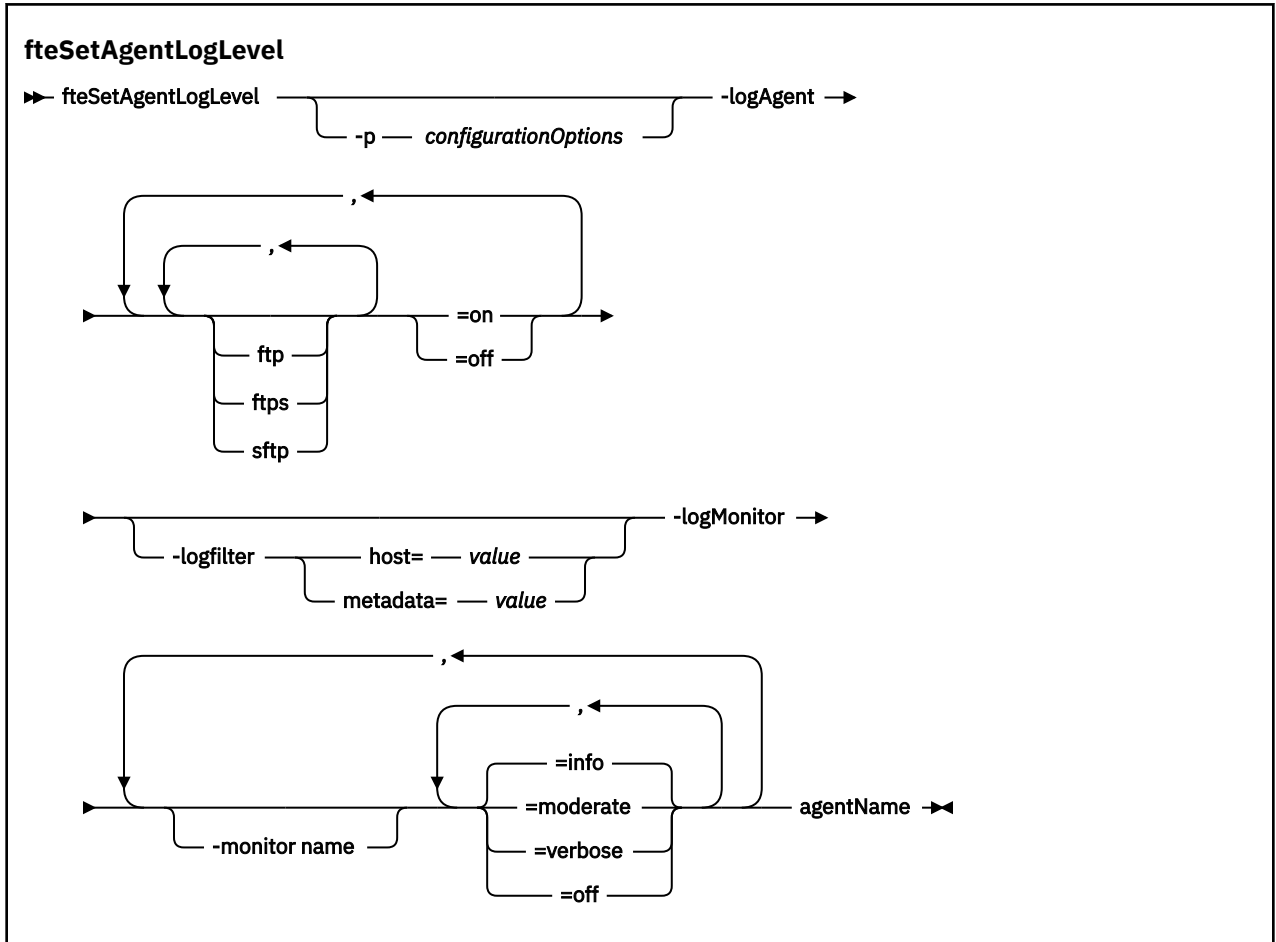 fteSetAgentLogLevel
fteSetAgentLogLevel -logAgent
-p configurationOptions
,
,
=on
=off
ftp
ftps
sftp
-logMonitor
-logfilter host= value
metadata= value
,
,
=info
=moderate agentName
-monitor name =verbose
=off